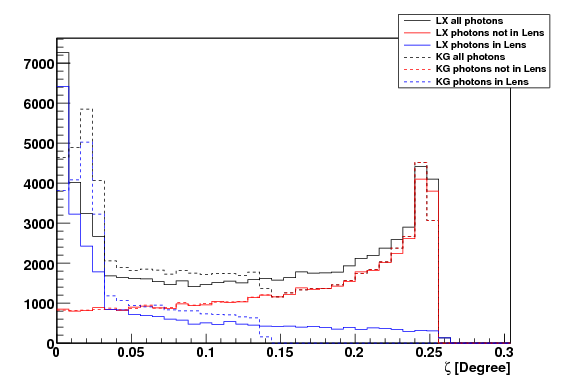 LX all photons
LX photons not in Lens
LX photons in Lens
KG all photons
KG photons not in Lens
KG photons in Lens
7000
6000
5000
4000
3000
2000
1000
0
0 0.05 0.1 0.15 0.2 0.25 0.3
ζ [Degree]